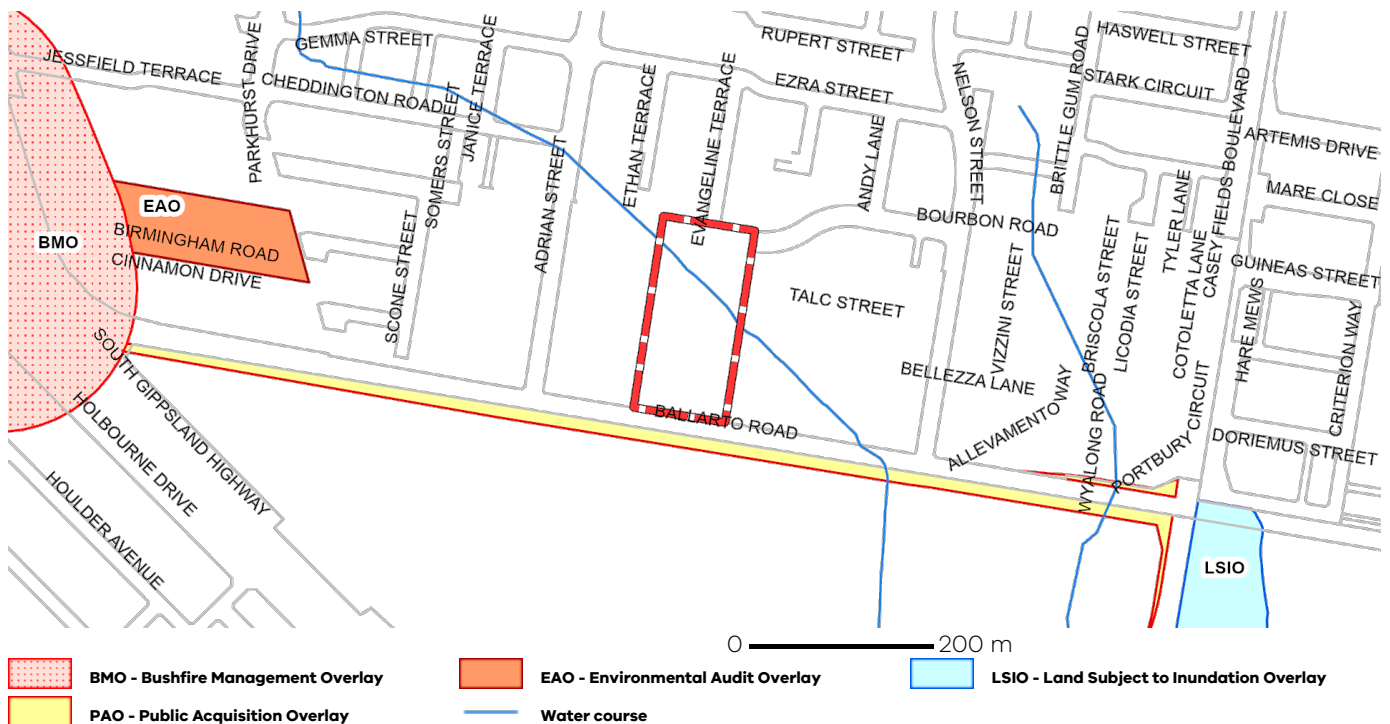 GEMMA STREET
RUPERT STREET
HASWELL STREET
JESSFIELD TERRACE
PARKHURST DRIVE
CHEDDINGTON ROAD
JANICE TERRACE
SOMERS STREET
ETHAN TERRACE
EVANGELINE TERRACE
EZRA STREET
NELSON STREET
BRITTLE GUM ROAD
STARK CIRCUIT
CASEY FIELDS BOULEVARD
ARTEMIS DRIVE
ADRIAN STREET
ANDY LANE
MARE CLOSE
EAO
BMO
BIRMINGHAM ROAD
CINNAMON DRIVE
SCONE STREET
BOURBON ROAD
TYLER LANE
GUINEAS STREET
TALC STREET
VIZZINI STREET
BRISCOLA STREET
LICODIA STREET
COTOLETTA LANE
HARE MEWS
CRITERION WAY
SOUTH GIPPSLAND HIGHWAY
HOLBOURNE DRIVE
HOULDER AVENUE
BALLARTO ROAD
BELLEZZA LANE
ALLEVAMENTO WAY
WYALONG ROAD
PORTBURY CIRCUIT
DORIEMUS STREET
LSIO
0 200 m
BMO - Bushfire Management Overlay
EAO - Environmental Audit Overlay
LSIO - Land Subject to Inundation Overlay
PAO - Public Acquisition Overlay
Water course